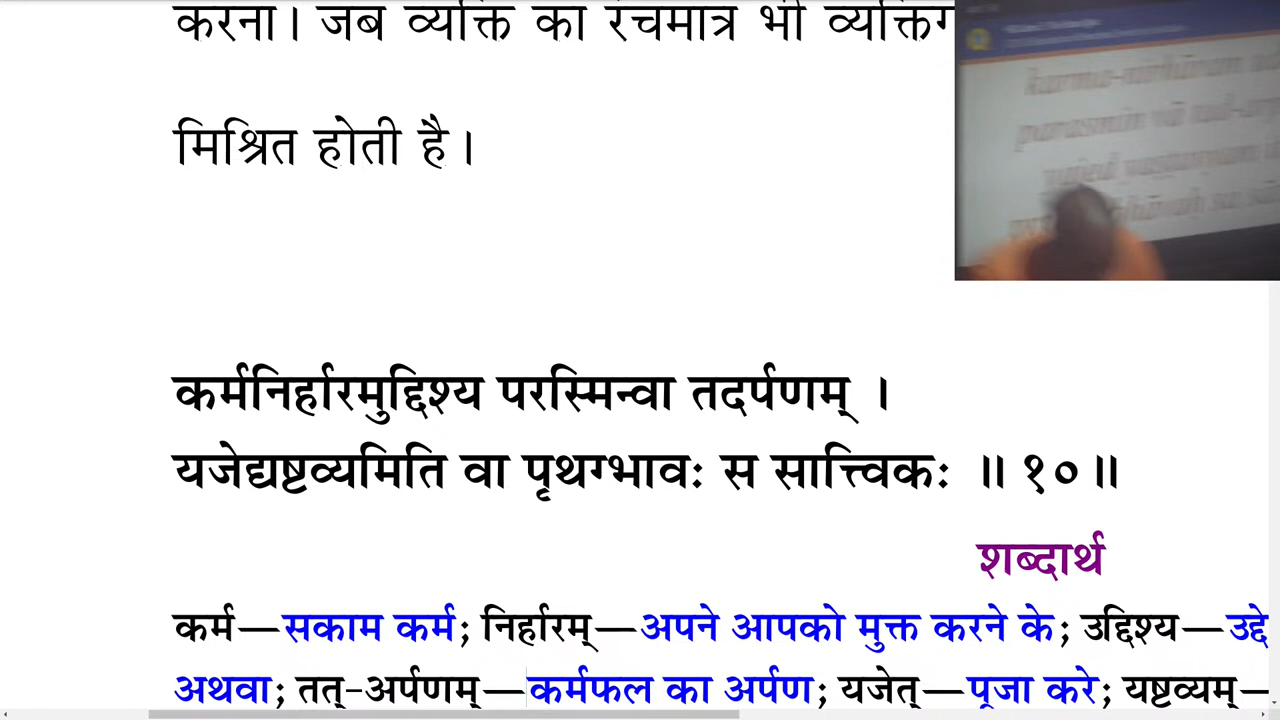 करना। जब व्यक्ति का रंचमात्र भी
मिश्रित होती है।
कर्मनिर्हारमुद्दिश्य परस्मिन्वा तदर्पणम् ।
यजेद्यष्टव्यमिति वा पृथग्भावः स सात्त्विकः ॥ १०॥
शब्दार्थ
कर्म—सकाम कर्म; निर्हारम्—अपने आपको मुक्त करने के; उद्दिश्य—
अथवा; तत्-अर्पणम्—कर्मफल का अर्पण; यजेत्—पूजा करे; यष्टव्यम्—